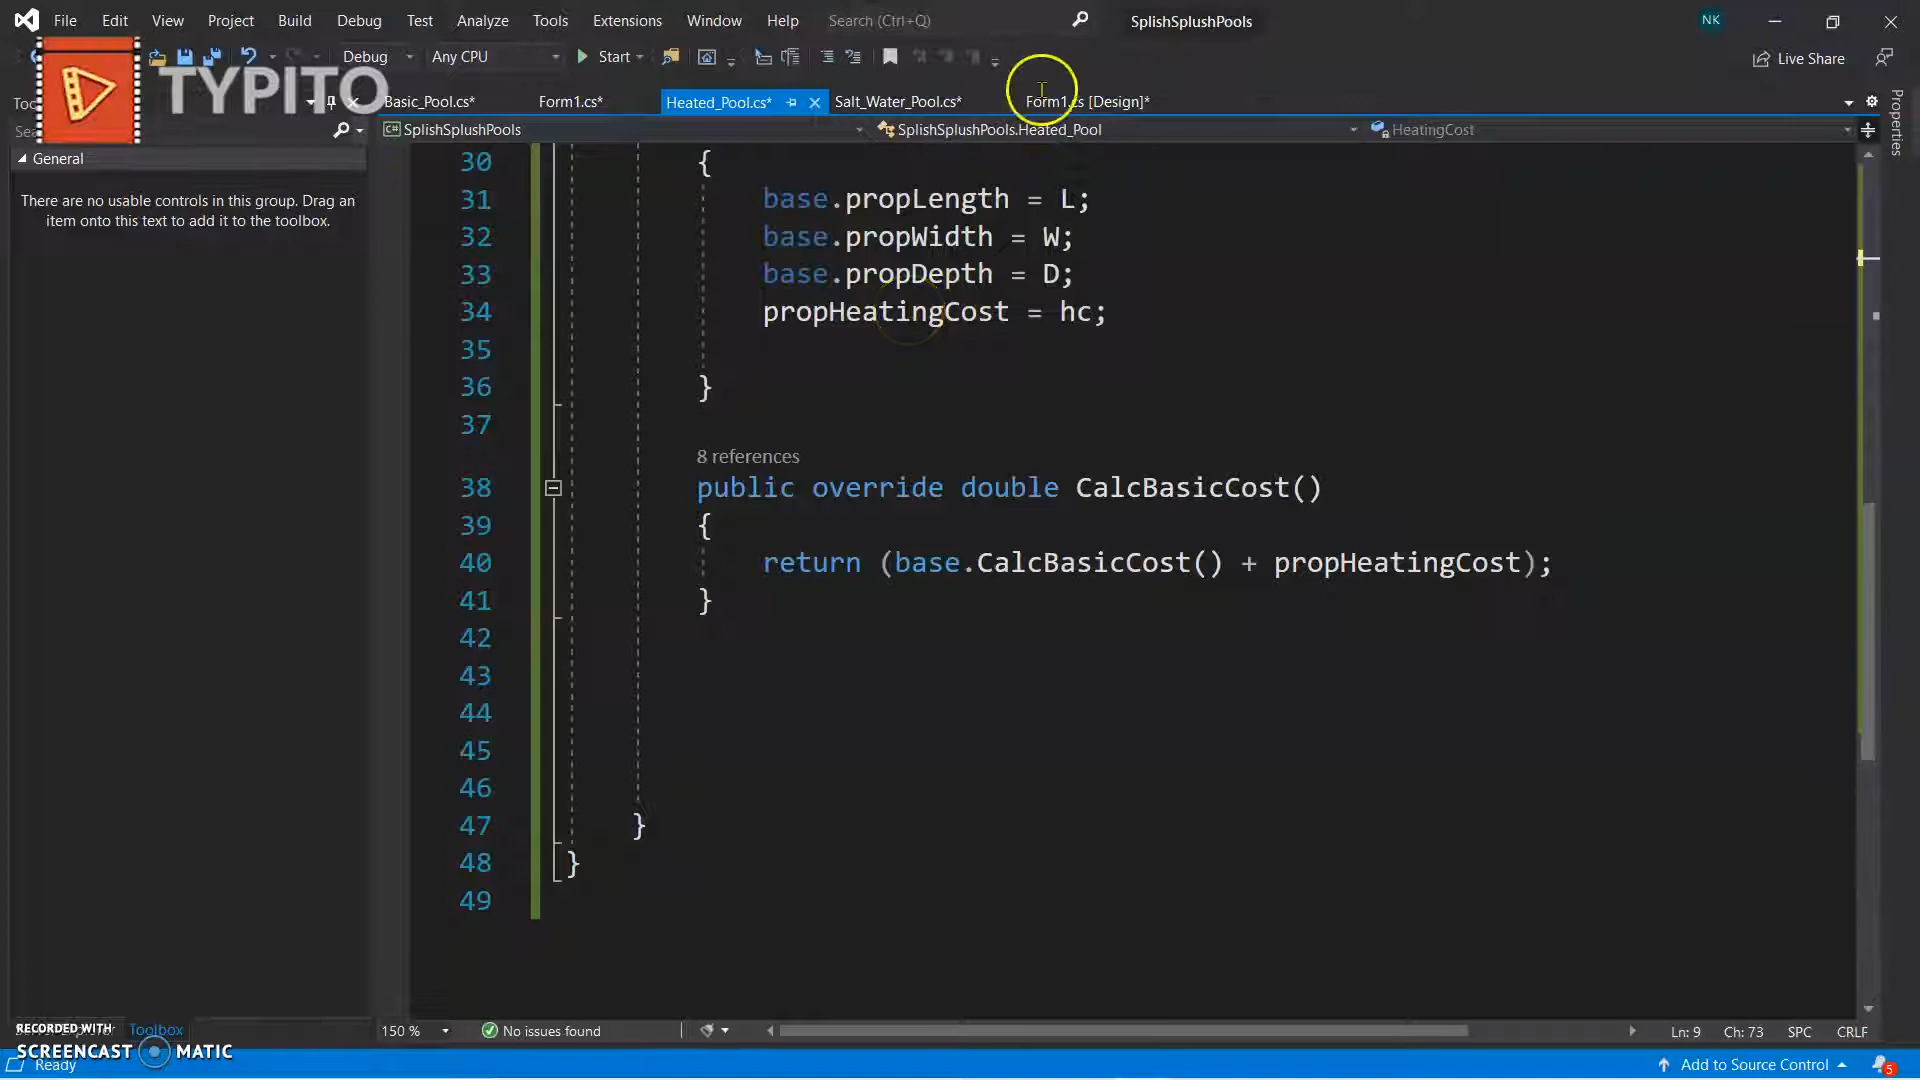 File Edit View Project Build Debug Test Analyze Tools Extensions Window Help Search (Ctrl+Q) SplishSplushPools NK
Debug Any CPU Start Live Share
TYPITO
Basic_Pool.cs* Form1.cs* Heated_Pool.cs* Salt_Water_Pool.cs* Form1.cs [Design]*
SplishSplushPools SplishSplushPools.Heated_Pool HeatingCost
Properties
General
There are no usable controls in this group. Drag an
item onto this text to add it to the toolbox.
30 {
31 base.propLength = L;
32 base.propWidth = W;
33 base.propDepth = D;
34 propHeatingCost = hc;
35
36 }
37
8 references
38 public override double CalcBasicCost()
39 {
40 return (base.CalcBasicCost() + propHeatingCost);
41 }
42
43
44
45
46
47 }
48 }
49
RECORDED WITH
SCREENCAST MATIC
Toolbox
150 % No issues found Ln: 9 Ch: 73 SPC CRLF
Ready Add to Source Control 5